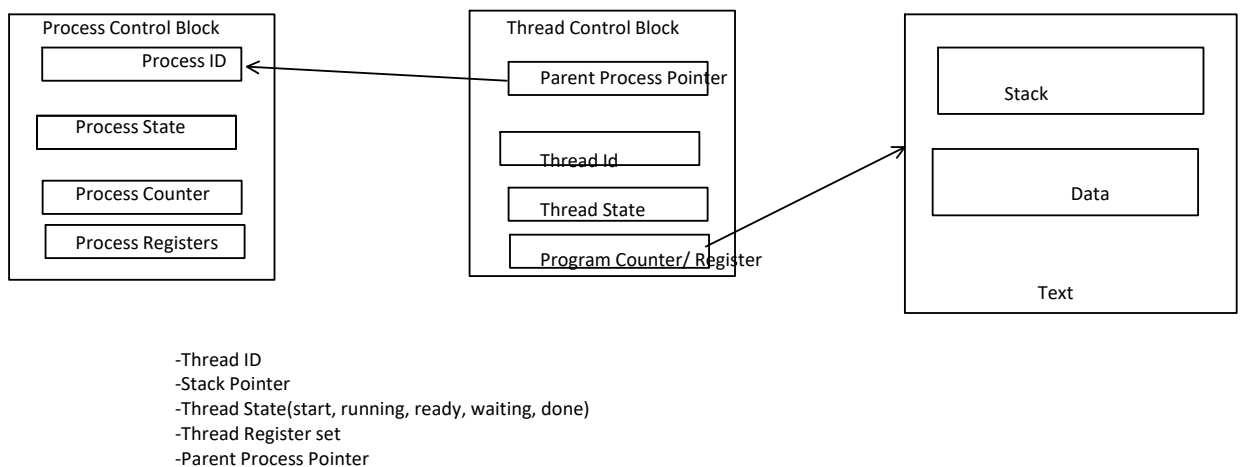 Process Control Block
Process ID
Process State
Process Counter
Process Registers
Thread Control Block
Parent Process Pointer
Thread Id
Thread State
Program Counter/ Register
Stack
Data
Text
-Thread ID
-Stack Pointer
-Thread State(start, running, ready, waiting, done)
-Thread Register set
-Parent Process Pointer